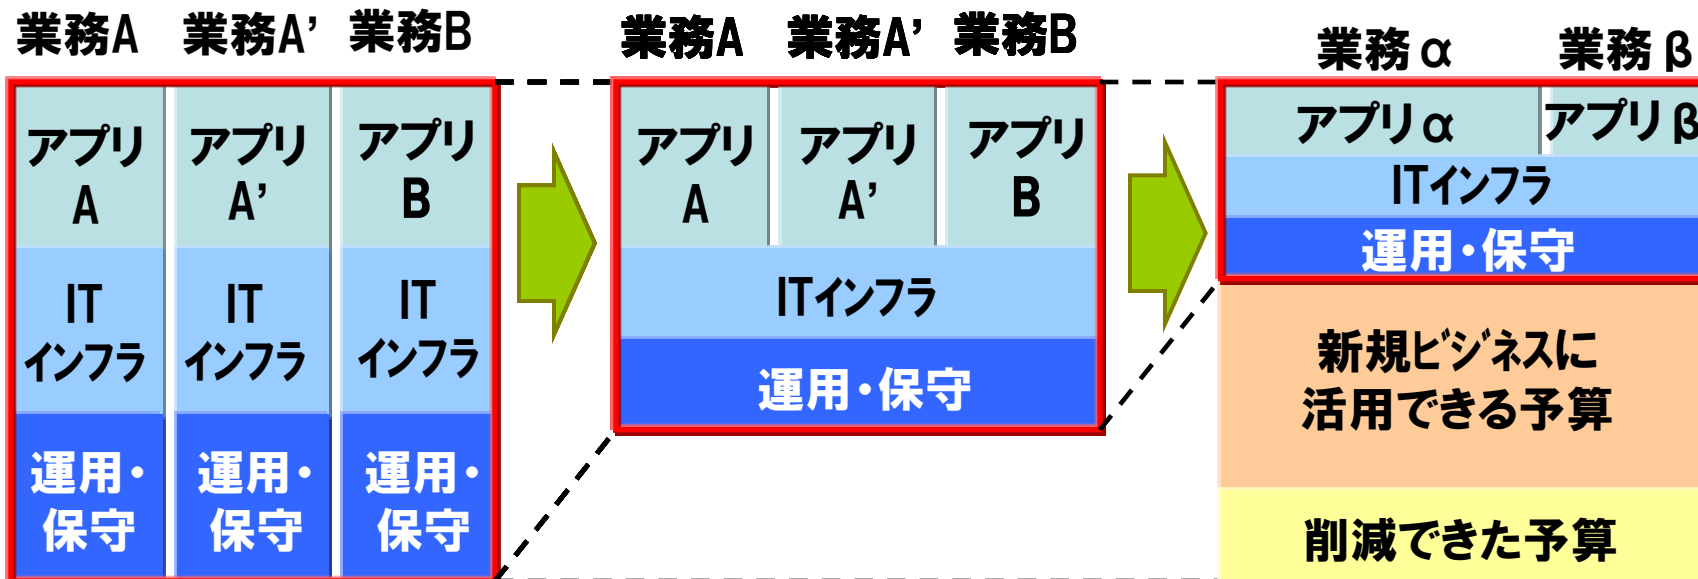 業務A
業務A’
業務B
アプリ
A
アプリ
A’
アプリ
B
IT
インフラ
IT
インフラ
IT
インフラ
運用・
保守
運用・
保守
運用・
保守
業務A
業務A’
業務B
アプリ
A
アプリ
A’
アプリ
B
ITインフラ
運用・保守
業務α
業務β
アプリα
アプリβ
ITインフラ
運用・保守
新規ビジネスに
活用できる予算
削減できた予算